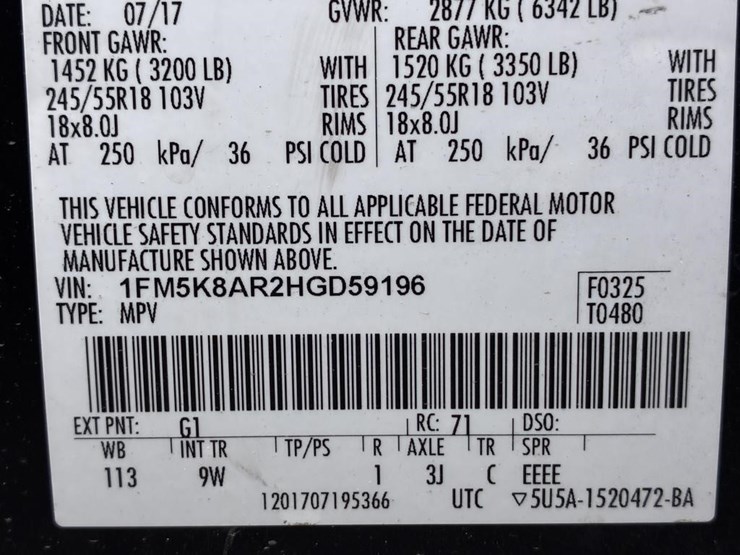 DATE: 07/17 GVWR: 2877 KG ( 6342 LB)
FRONT GAWR: REAR GAWR:
1452 KG ( 3200 LB) WITH 1520 KG ( 3350 LB) WITH
245/55R18 103V TIRES 245/55R18 103V TIRES
18x8.0J RIMS 18x8.0J RIMS
AT 250 kPa/ 36 PSI COLD AT 250 kPa/ 36 PSI COLD
THIS VEHICLE CONFORMS TO ALL APPLICABLE FEDERAL MOTOR
VEHICLE SAFETY STANDARDS IN EFFECT ON THE DATE OF
MANUFACTURE SHOWN ABOVE.
VIN: 1FM5K8AR2HGD59196 F0325
TYPE: MPV T0480
EXT PNT: G1 RC: 71 DSO:
WB INT TR TP/PS R AXLE TR SPR
113 9W 1 3J C EEEE
1201707195366 UTC ▽5U5A-1520472-BA